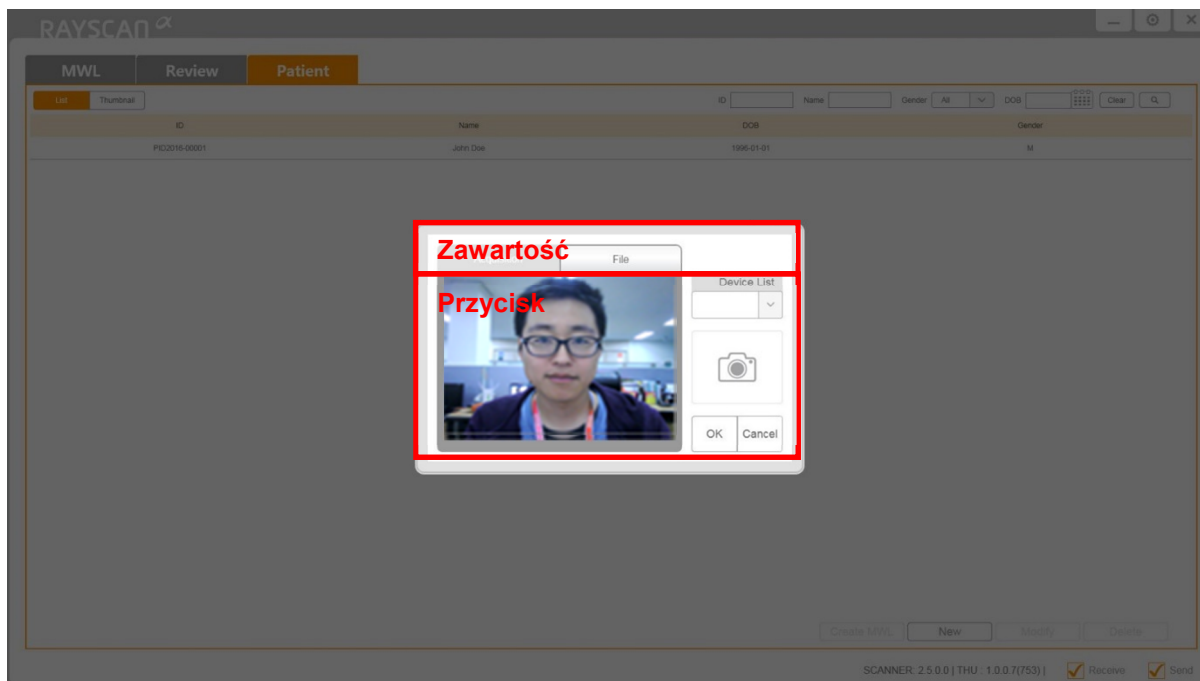 RAYSCAN α
MWL Review Patient
List Thumbnail ID Name Gender All DOB Clear
ID Name DOB Gender
PID2016-00001 John Doe 1996-01-01 M
Zawartość
File
Device List
Przycisk
OK Cancel
Create MWL New Modify Delete
SCANNER: 2.5.0.0 | THU : 1.0.0.7(753) | Receive Send